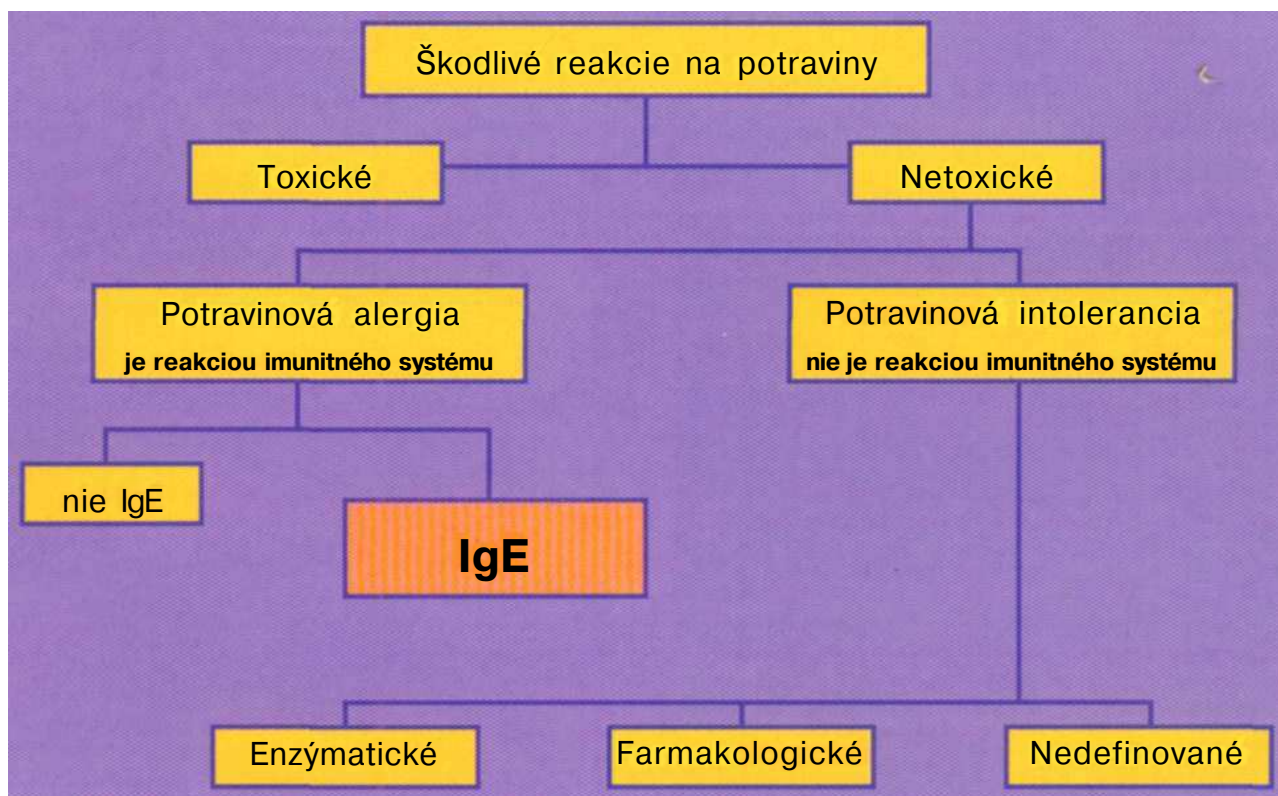 Škodlivé reakcie na potraviny
Toxické
Netoxické
Potravinová alergia
je reakciou imunitného systému
Potravinová intolerancia
nie je reakciou imunitného systému
nie IgE
IgE
Enzýmatické
Farmakologické
Nedefinované